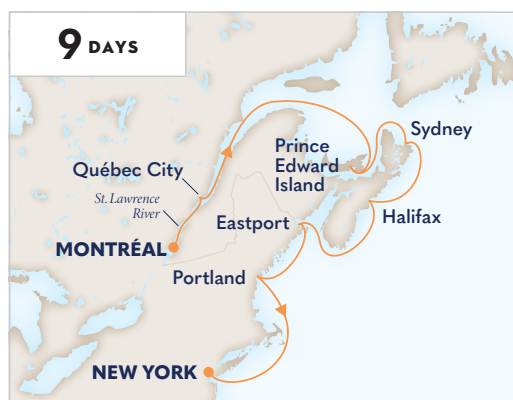 9 DAYS
Sydney
Prince
Edward
Island
Québec City
St. Lawrence
River
Halifax
Eastport
MONTRÉAL
Portland
NEW YORK